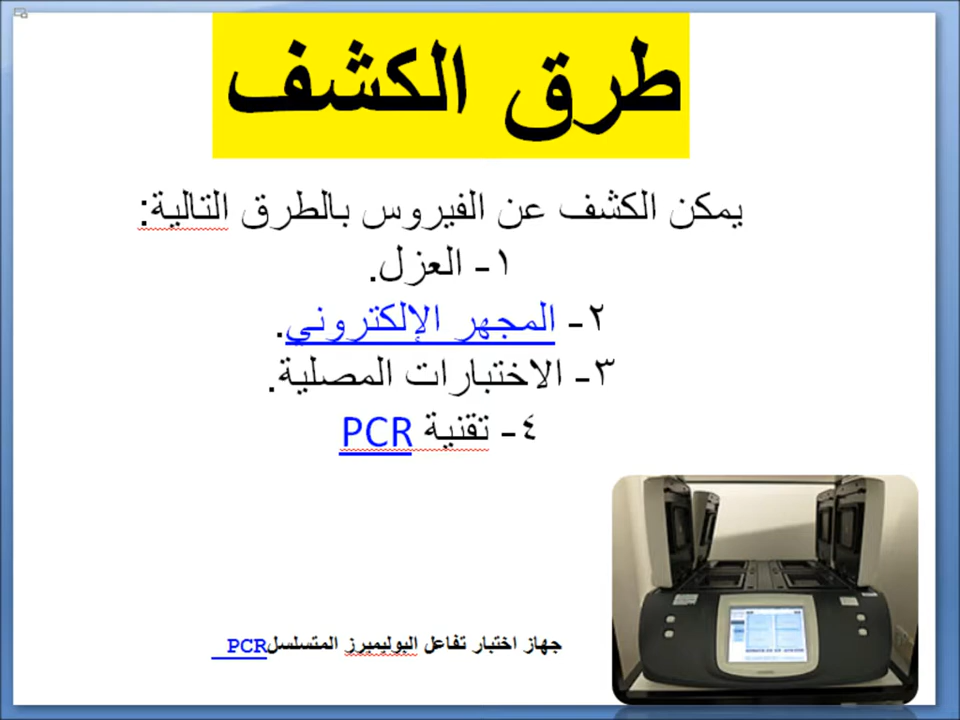 طرق الكشف
يمكن الكشف عن الفيروس بالطرق التالية:
١- العزل.
٢- المجهر الإلكتروني.
٣- الاختبارات المصلية.
٤- تقنية PCR
جهاز اختبار تفاعل البوليميرز المتسلسل PCR